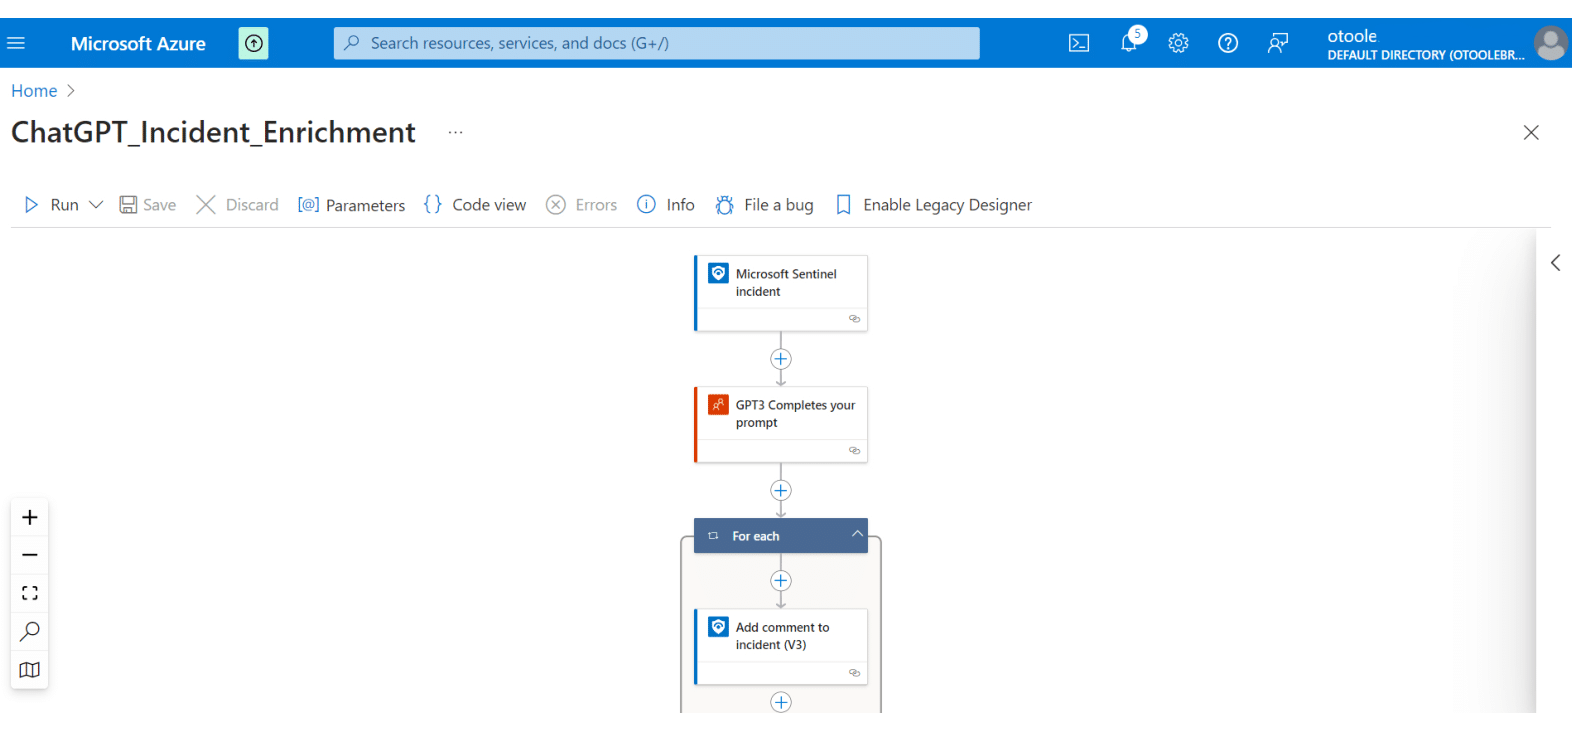 Microsoft Azure
Search resources, services, and docs (G+/)
5
otoole
DEFAULT DIRECTORY (OTOOLEBR...
Home >
ChatGPT_Incident_Enrichment ...
Run
Save
Discard
[@] Parameters
{} Code view
Errors
Info
File a bug
Enable Legacy Designer
Microsoft Sentinel
incident
GPT3 Completes your
prompt
For each
Add comment to
incident (V3)